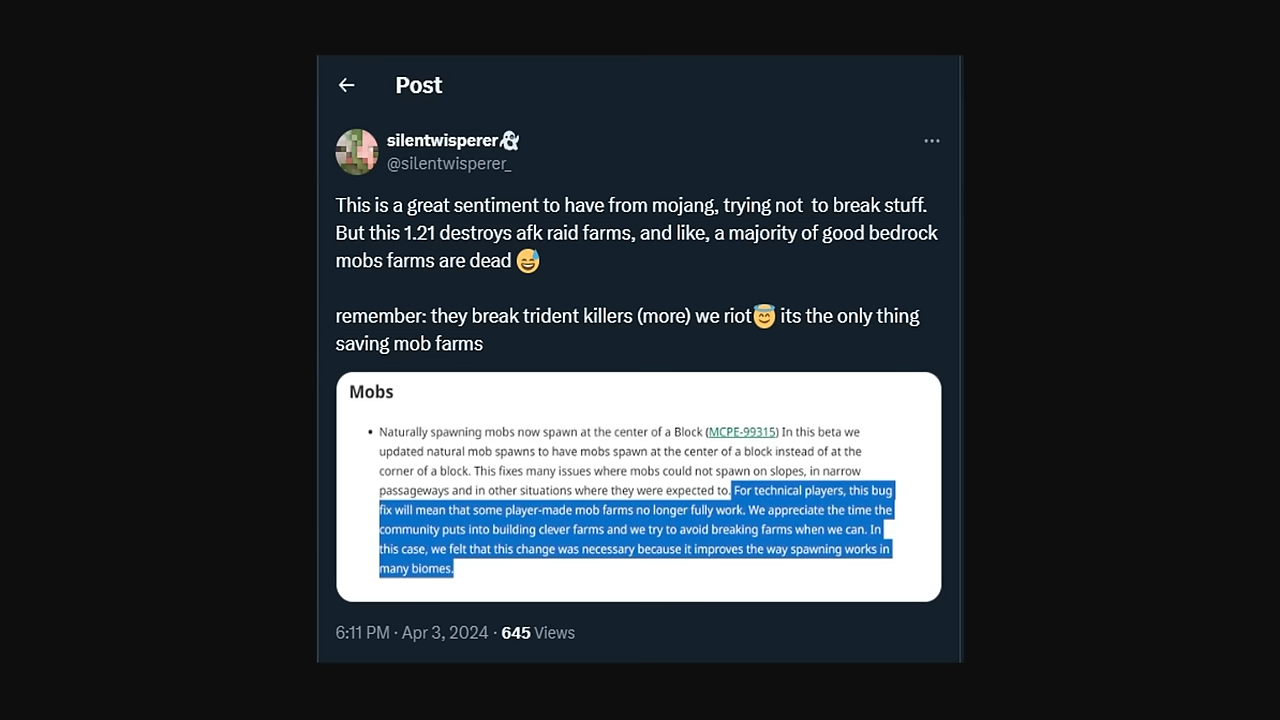 Post
silentwisperer👻
@silentwisperer_
This is a great sentiment to have from mojang, trying not  to break stuff.
But this 1.21 destroys afk raid farms, and like, a majority of good bedrock
mobs farms are dead 😅
remember: they break trident killers (more) we riot😇 its the only thing
saving mob farms
Mobs
• Naturally spawning mobs now spawn at the center of a Block (MCPE-99315) In this beta we
updated natural mob spawns to have mobs spawn at the center of a block instead of at the
corner of a block. This fixes many issues where mobs could not spawn on slopes, in narrow
passageways and in other situations where they were expected to. For technical players, this bug
fix will mean that some player-made mob farms no longer fully work. We appreciate the time the
community puts into building clever farms and we try to avoid breaking farms when we can. In
this case, we felt that this change was necessary because it improves the way spawning works in
many biomes.
6:11 PM · Apr 3, 2024 · 645 Views